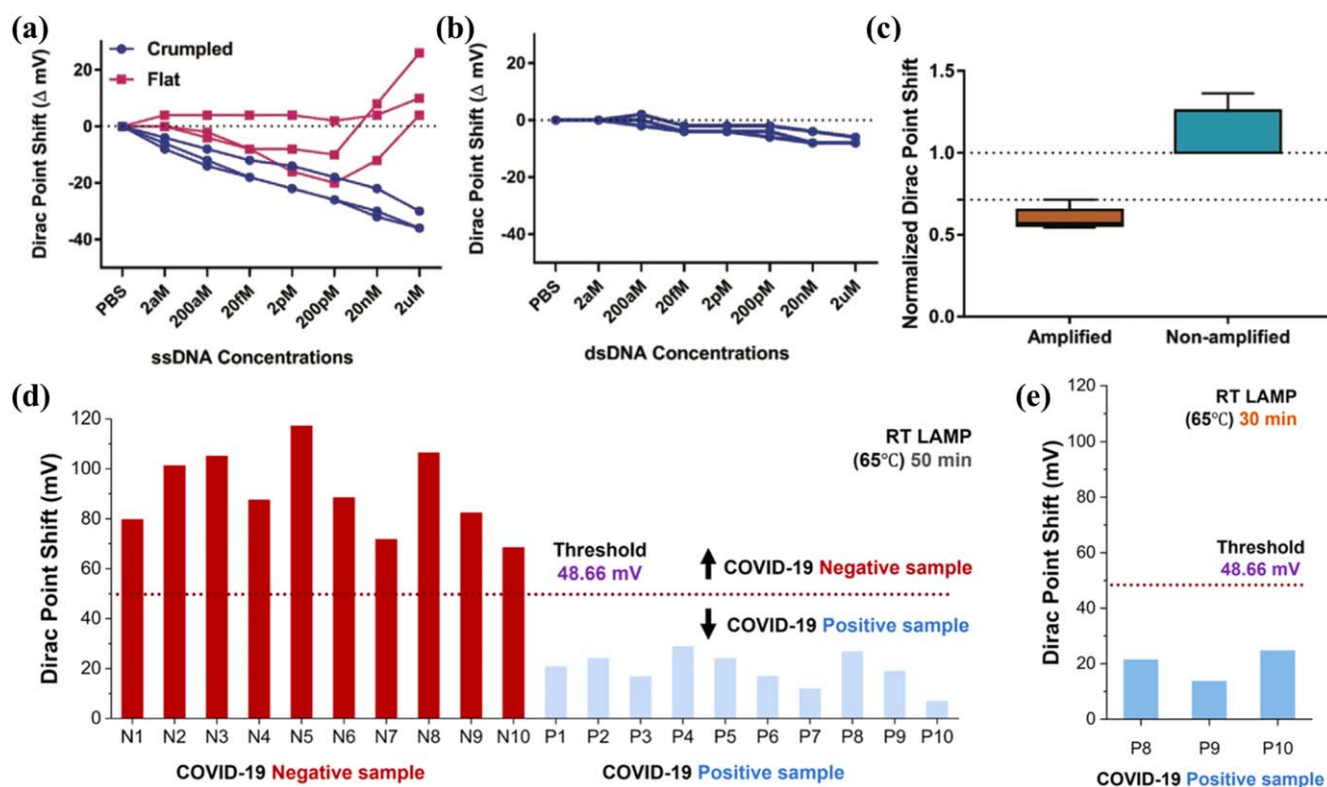 (a)
Crumpled
Flat
Dirac Point Shift (Δ mV)
20
0
-20
-40
PBS
2aM
200aM
20fM
2pM
200pM
20nM
2uM
ssDNA Concentrations
(b)
Dirac Point Shift (Δ mV)
20
0
-20
-40
PBS
2aM
200aM
20fM
2pM
200pM
20nM
2uM
dsDNA Concentrations
(c)
Normalized Dirac Point Shift
1.5
1.0
0.5
0.0
Amplified
Non-amplified
(d)
Dirac Point Shift (mV)
120
100
80
60
40
20
0
RT LAMP
(65℃) 50 min
Threshold
48.66 mV
COVID-19 Negative sample
COVID-19 Positive sample
N1 N2 N3 N4 N5 N6 N7 N8 N9 N10 P1 P2 P3 P4 P5 P6 P7 P8 P9 P10
COVID-19 Negative sample
COVID-19 Positive sample
(e)
Dirac Point Shift (mV)
120
100
80
60
40
20
0
RT LAMP
(65℃) 30 min
Threshold
48.66 mV
P8 P9 P10
COVID-19 Positive sample